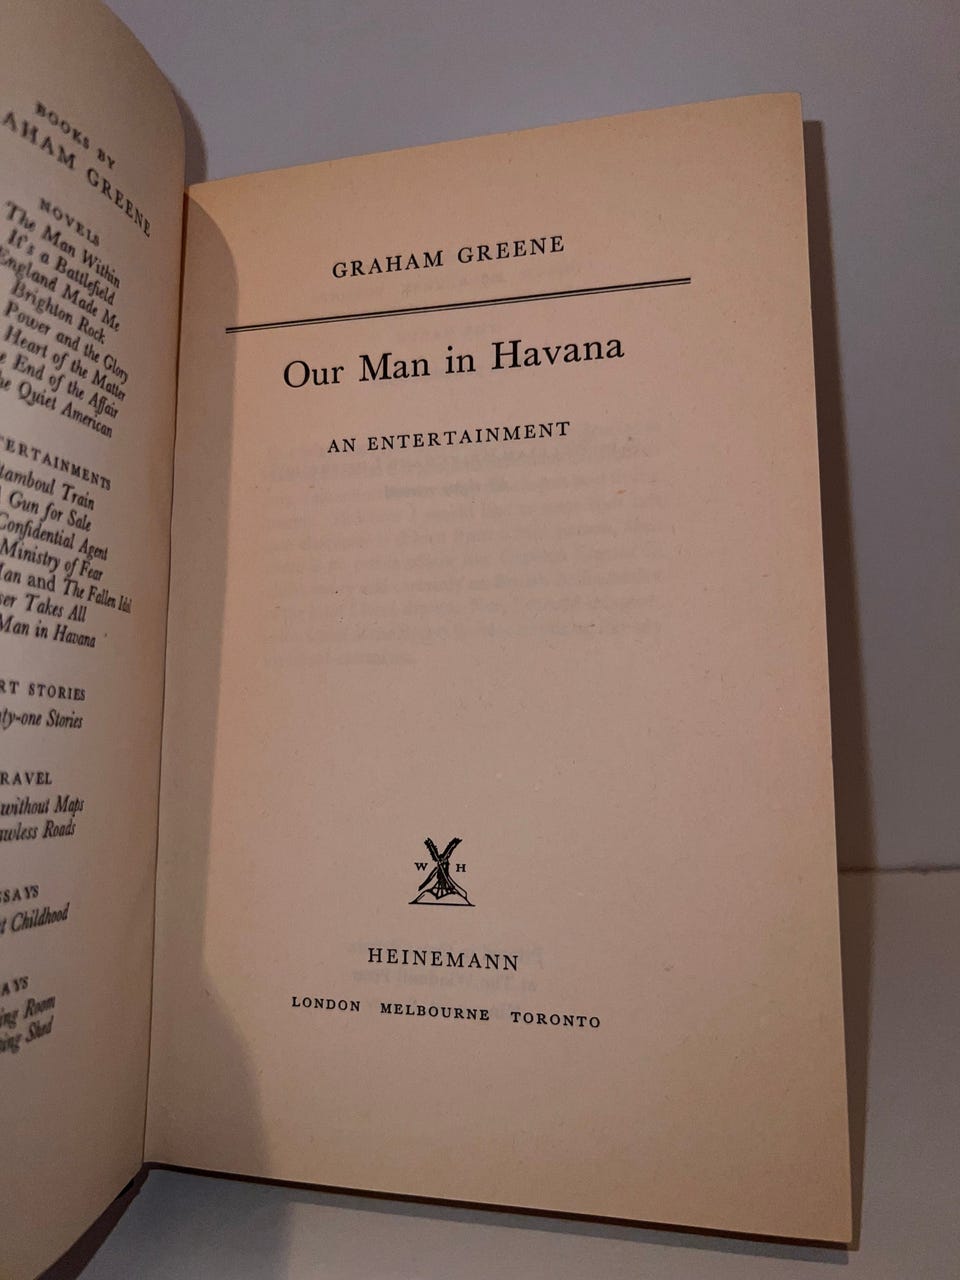 BOOKS BY
AHAM GREENE
NOVELS
The Man Within
It's a Battlefield
England Made Me
Brighton Rock
Power and the Glory
Heart of the Matter
End of the Affair
Quiet American
TERTAINMENTS
tamboul Train
Gun for Sale
Confidential Agent
Ministry of Fear
Man and The Fallen Idol
ser Takes All
Man in Havana
RT STORIES
ty-one Stories
RAVEL
without Maps
awless Roads
SSAYS
t Childhood
AYS
ing Room
ing Shed
GRAHAM GREENE
Our Man in Havana
AN ENTERTAINMENT
W H
HEINEMANN
LONDON MELBOURNE TORONTO